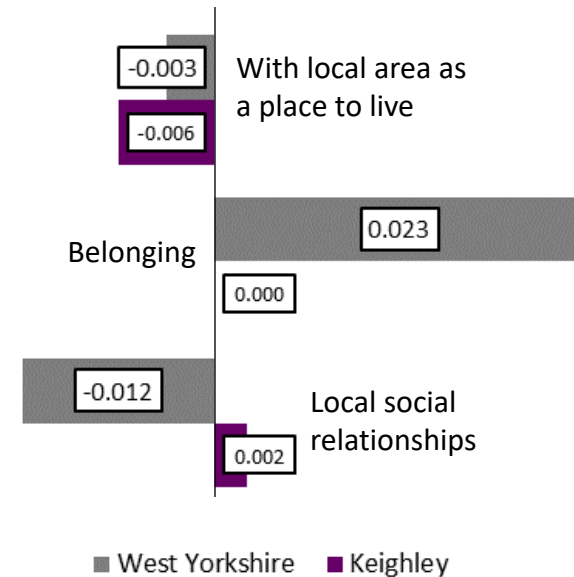 -0.003
With local area as
a place to live
-0.006
0.023
Belonging
0.000
-0.012
Local social
relationships
0.002
West Yorkshire
Keighley